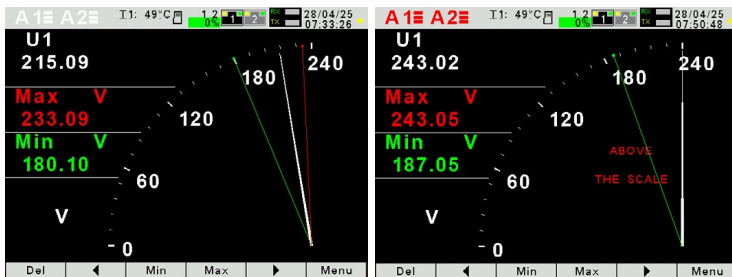 A1 A2 T1: 49°C 1 2 0% 1 2 RX TX 28/04/25 07:33:26
U1
215.09
Max V
233.09
Min V
180.10
V
0
60
120
180
240
Del ◀ Min Max ▶ Menu
A1 A2 T1: 49°C 1 2 0% 1 2 RX TX 28/04/25 07:50:48
U1
243.02
Max V
243.05
Min V
187.05
V
0
60
120
180
240
ABOVE
THE SCALE
Del ◀ Min Max ▶ Menu